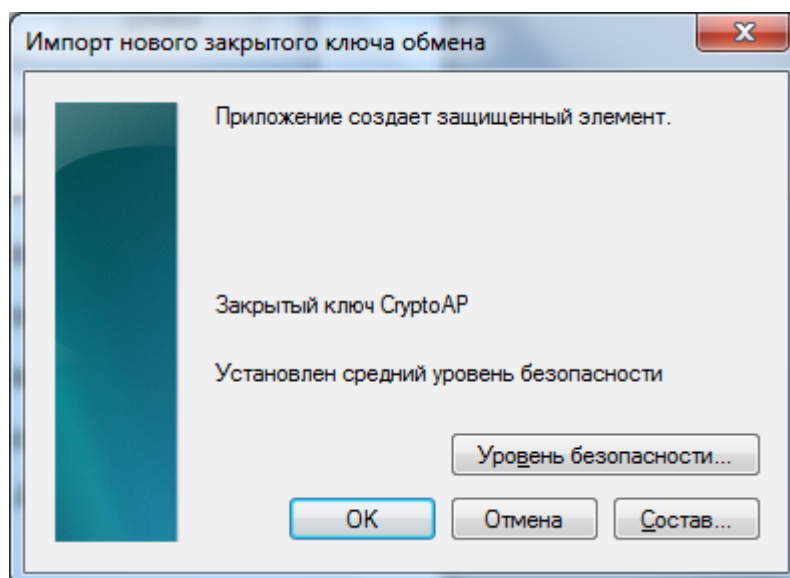 Импорт нового закрытого ключа обмена
Приложение создает защищенный элемент.
Закрытый ключ CryptoAP
Установлен средний уровень безопасности
Уровень безопасности...
OK
Отмена
Состав...